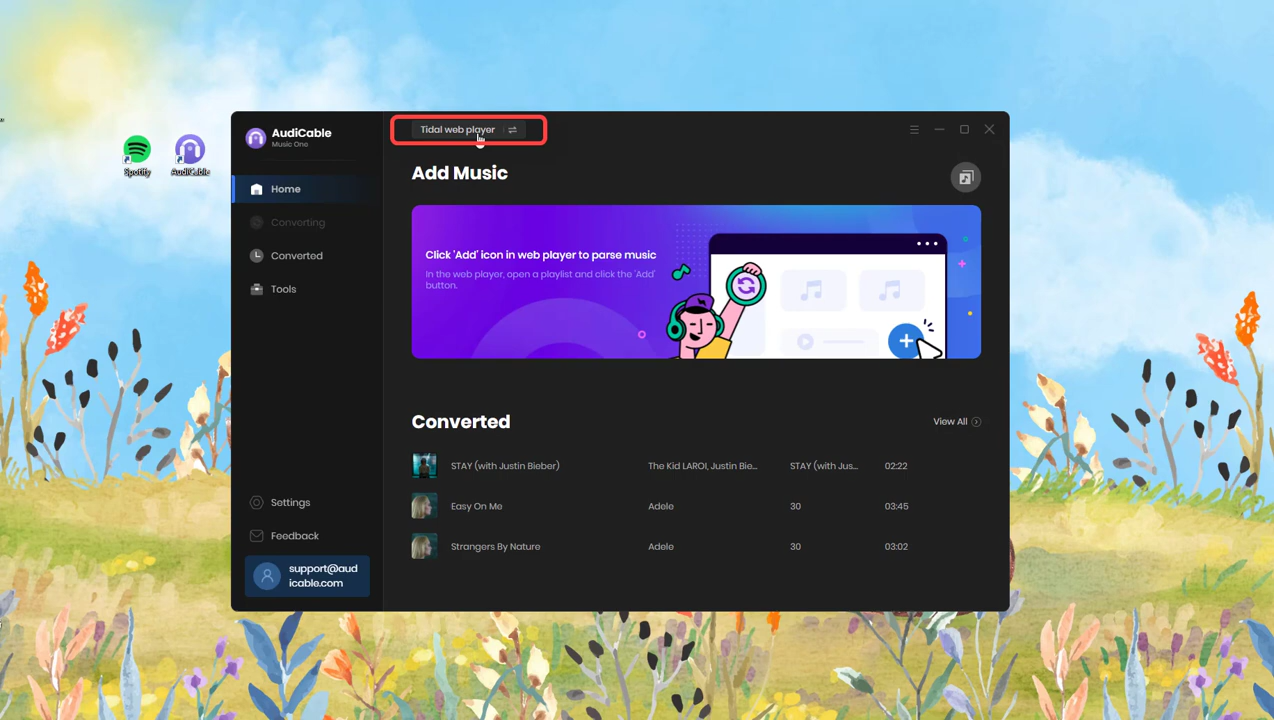 Spotify
AudiCable
AudiCable
Music One
Home
Converting
Converted
Tools
Settings
Feedback
support@aud
icable.com
Tidal web player
Add Music
Click 'Add' icon in web player to parse music
In the web player, open a playlist and click the 'Add'
button.
Converted
View All
STAY (with Justin Bieber) The Kid LAROI, Justin Bie... STAY (with Jus... 02:22
Easy On Me Adele 30 03:45
Strangers By Nature Adele 30 03:02